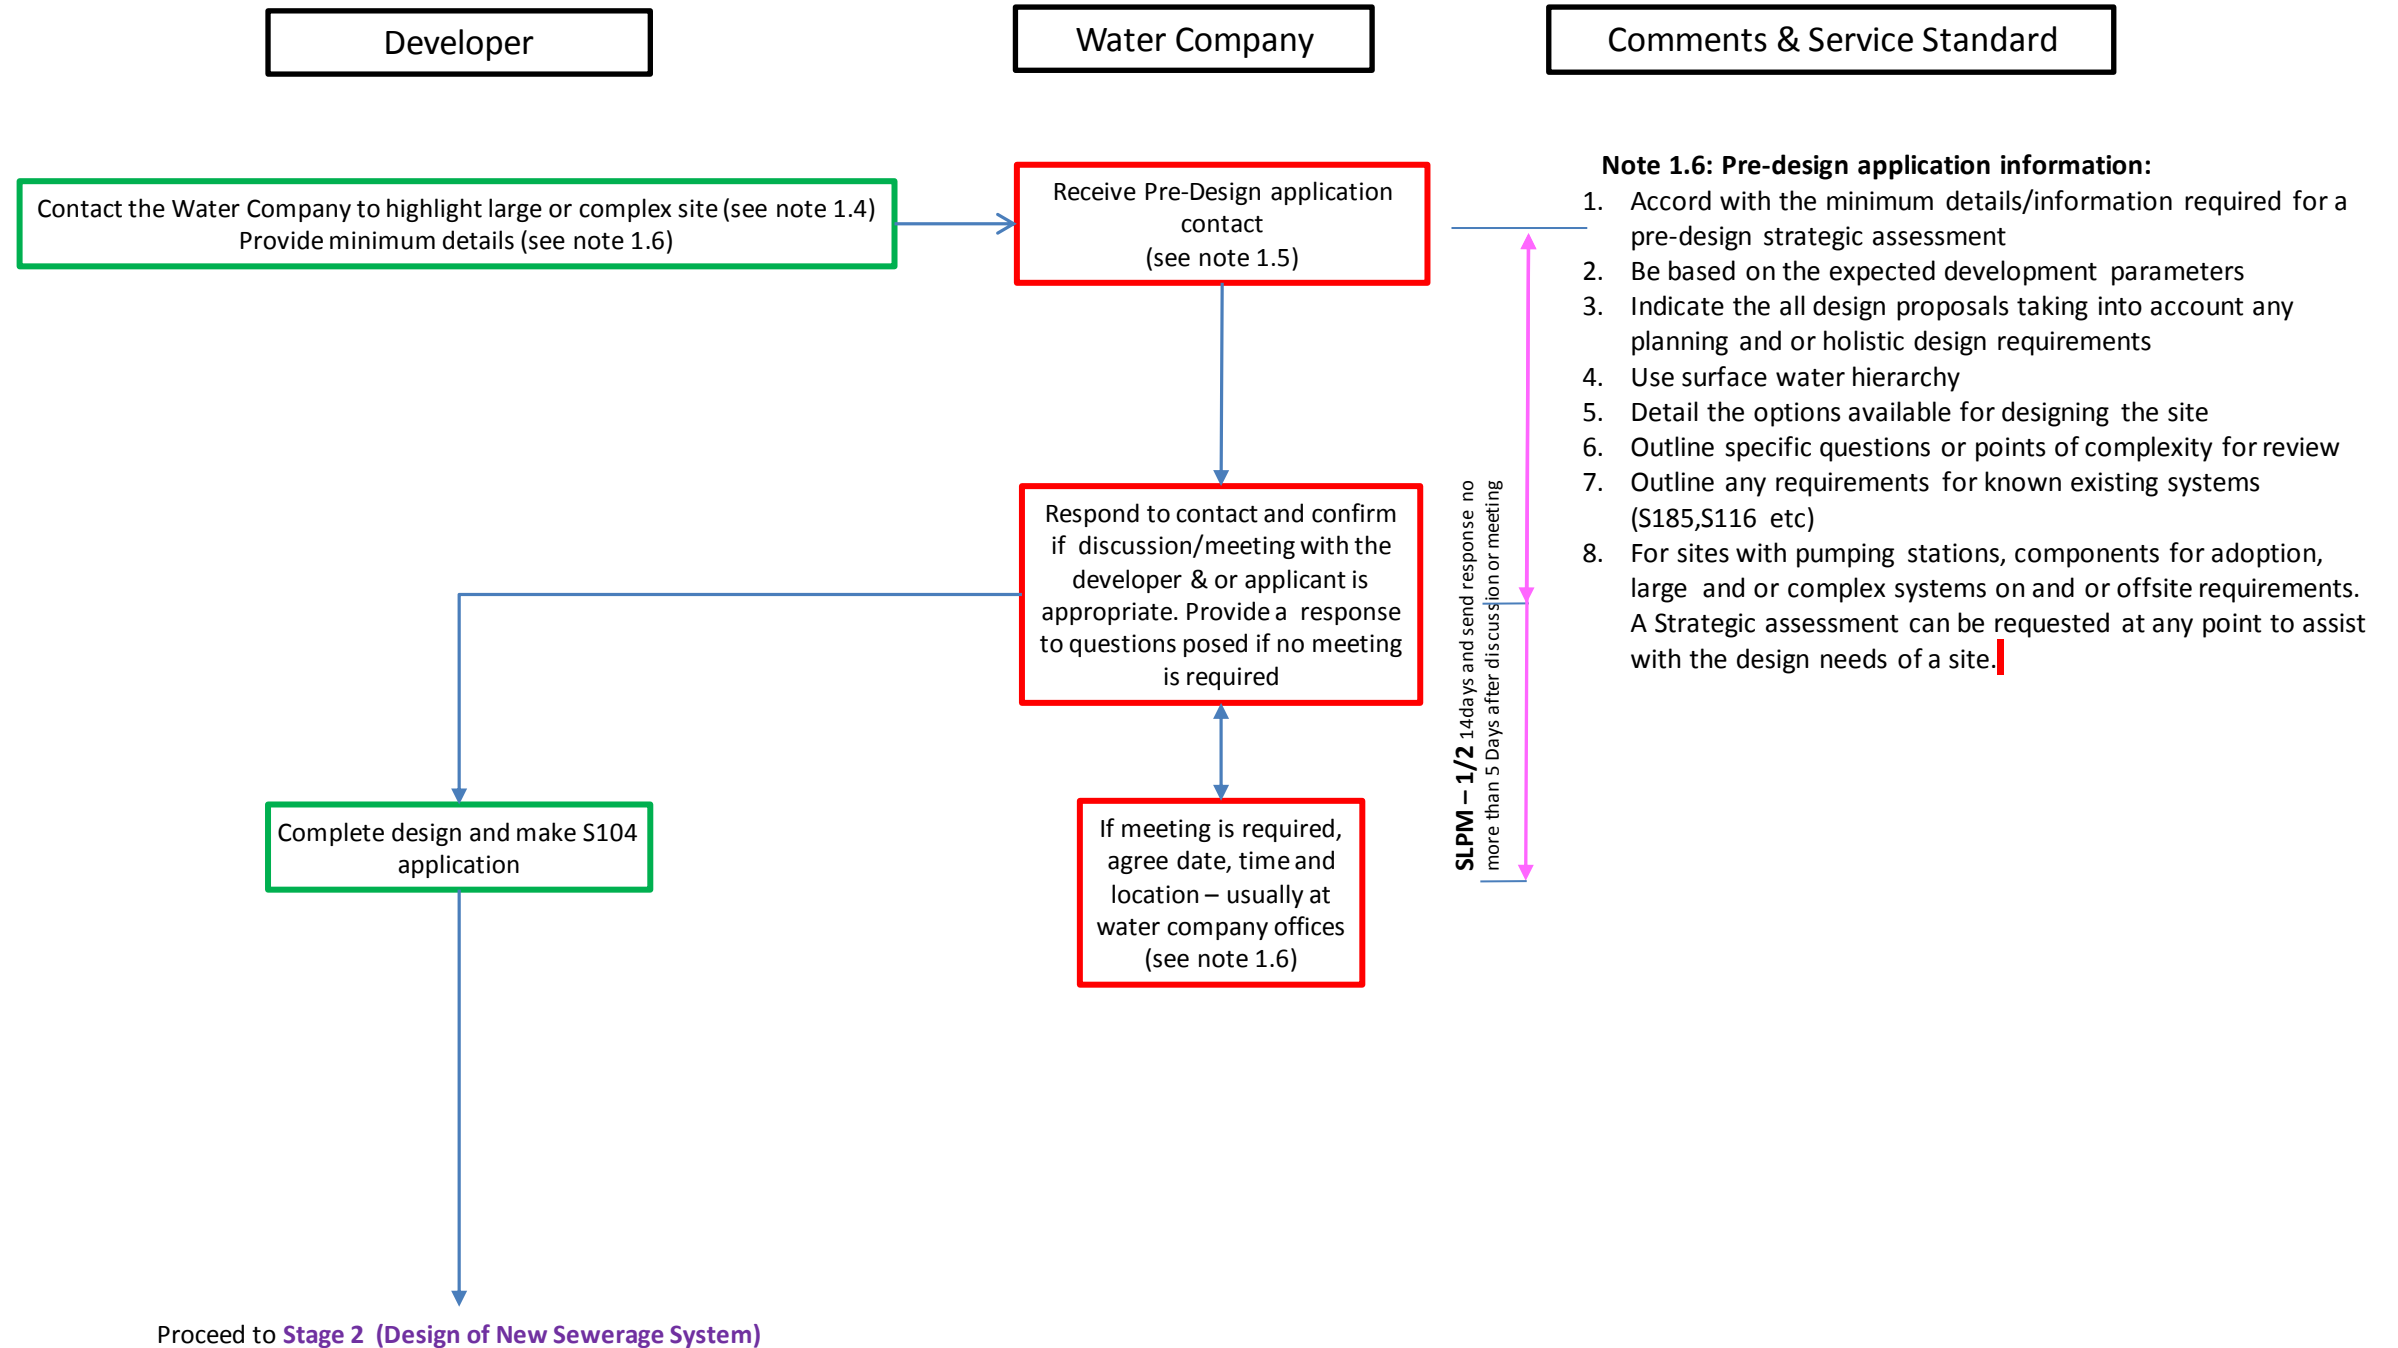 Developer
Water Company
Comments & Service Standard
Contact the Water Company to highlight large or complex site (see note 1.4)
Provide minimum details (see note 1.6)
Receive Pre-Design application
contact
(see note 1.5)
Respond to contact and confirm
if discussion/meeting with the
developer & or applicant is
appropriate. Provide a response
to questions posed if no meeting
is required
If meeting is required,
agree date, time and
location – usually at
water company offices
(see note 1.6)
Complete design and make S104
application
Proceed to Stage 2 (Design of New Sewerage System)
SLPM – 1/2 14days and send response no
more than 5 Days after discussion or meeting
Note 1.6: Pre-design application information:
1. Accord with the minimum details/information required for a
pre-design strategic assessment
2. Be based on the expected development parameters
3. Indicate the all design proposals taking into account any
planning and or holistic design requirements
4. Use surface water hierarchy
5. Detail the options available for designing the site
6. Outline specific questions or points of complexity for review
7. Outline any requirements for known existing systems
(S185,S116 etc)
8. For sites with pumping stations, components for adoption,
large and or complex systems on and or offsite requirements.
A Strategic assessment can be requested at any point to assist
with the design needs of a site.